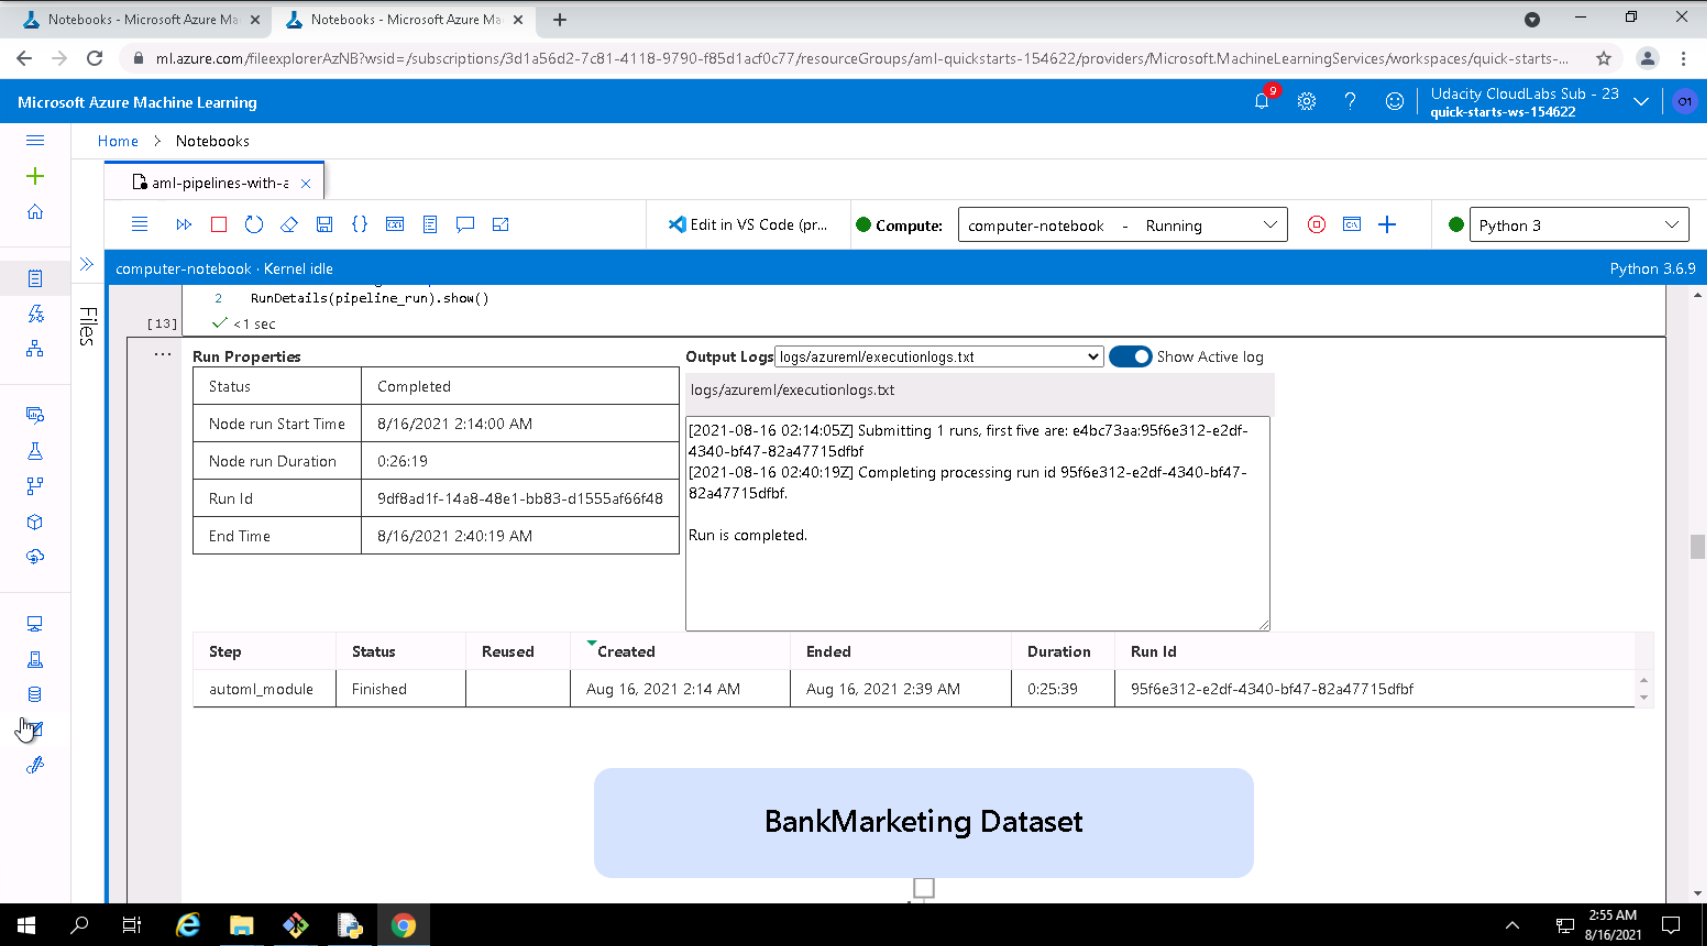 Notebooks - Microsoft Azure Ma
Notebooks - Microsoft Azure Ma
ml.azure.com/fileexplorerAzNB?wsid=/subscriptions/3d1a56d2-7c81-4118-9790-f85d1acf0c77/resourceGroups/aml-quickstarts-154622/providers/Microsoft.MachineLearningServices/workspaces/quick-starts-...
Microsoft Azure Machine Learning
9
Udacity CloudLabs Sub - 23
quick-starts-ws-154622
O1
Home > Notebooks
aml-pipelines-with-a
Edit in VS Code (pr...
Compute:
computer-notebook - Running
Python 3
computer-notebook · Kernel idle
Python 3.6.9
Files
2 RunDetails(pipeline_run).show()
[13]
<1 sec
Run Properties
Status Completed
Node run Start Time 8/16/2021 2:14:00 AM
Node run Duration 0:26:19
Run Id 9df8ad1f-14a8-48e1-bb83-d1555af66f48
End Time 8/16/2021 2:40:19 AM
Output Logs logs/azureml/executionlogs.txt Show Active log
logs/azureml/executionlogs.txt
[2021-08-16 02:14:05Z] Submitting 1 runs, first five are: e4bc73aa:95f6e312-e2df-
4340-bf47-82a47715dfbf
[2021-08-16 02:40:19Z] Completing processing run id 95f6e312-e2df-4340-bf47-
82a47715dfbf.
Run is completed.
Step Status Reused Created Ended Duration Run Id
automl_module Finished Aug 16, 2021 2:14 AM Aug 16, 2021 2:39 AM 0:25:39 95f6e312-e2df-4340-bf47-82a47715dfbf
BankMarketing Dataset
2:55 AM
8/16/2021